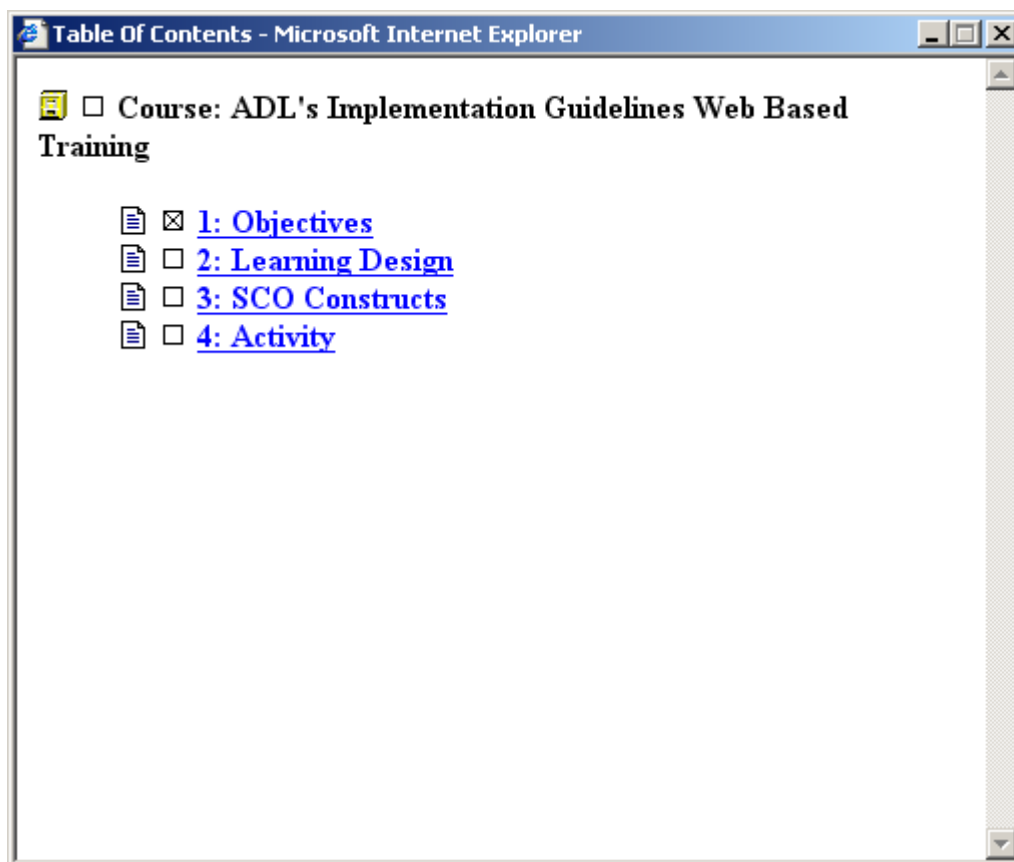 Table Of Contents - Microsoft Internet Explorer
Course: ADL's Implementation Guidelines Web Based
Training
1: Objectives
2: Learning Design
3: SCO Constructs
4: Activity